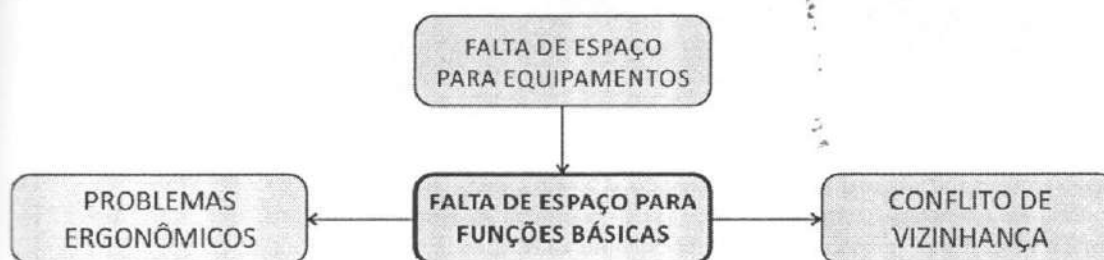 FALTA DE ESPAÇO
PARA EQUIPAMENTOS
PROBLEMAS
ERGONÔMICOS
FALTA DE ESPAÇO PARA
FUNÇÕES BÁSICAS
CONFLITO DE
VIZINHANÇA